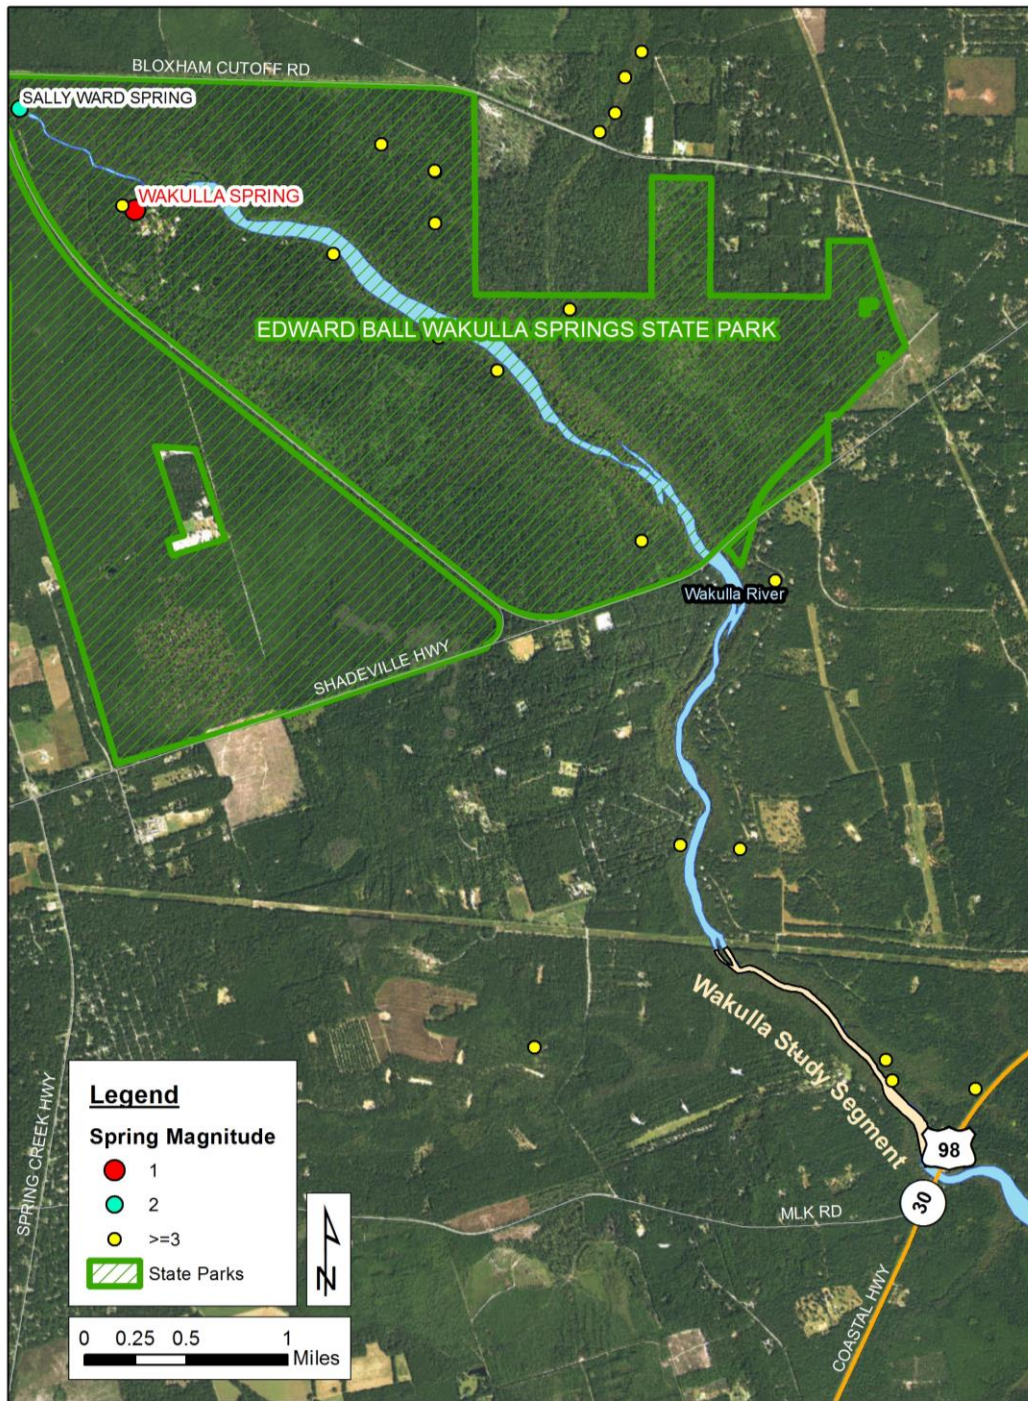 BLOXHAM CUTOFF RD
SALLY WARD SPRING
WAKULLA SPRING
EDWARD BALL WAKULLA SPRINGS STATE PARK
Wakulla River
SHADEVILLE HWY
Wakulla Study Segment
SPRING CREEK HWY
98
30
MLK RD
COASTAL HWY
Legend
Spring Magnitude
1
2
>=3
State Parks
N
0 0.25 0.5 1
Miles